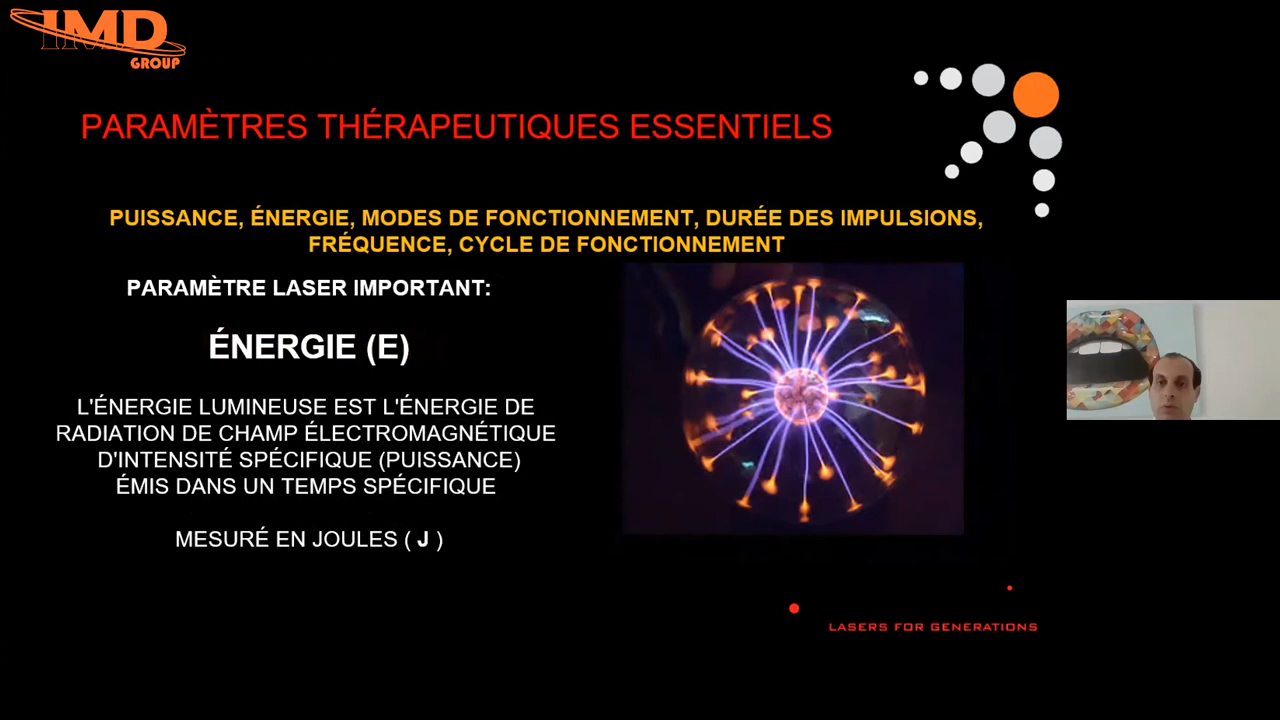 IMD
GROUP
PARAMÈTRES THÉRAPEUTIQUES ESSENTIELS
PUISSANCE, ÉNERGIE, MODES DE FONCTIONNEMENT, DURÉE DES IMPULSIONS,
FRÉQUENCE, CYCLE DE FONCTIONNEMENT
PARAMÈTRE LASER IMPORTANT:
ÉNERGIE (E)
L'ÉNERGIE LUMINEUSE EST L'ÉNERGIE DE
RADIATION DE CHAMP ÉLECTROMAGNÉTIQUE
D'INTENSITÉ SPÉCIFIQUE (PUISSANCE)
ÉMIS DANS UN TEMPS SPÉCIFIQUE
MESURÉ EN JOULES ( J )
LASERS FOR GENERATIONS